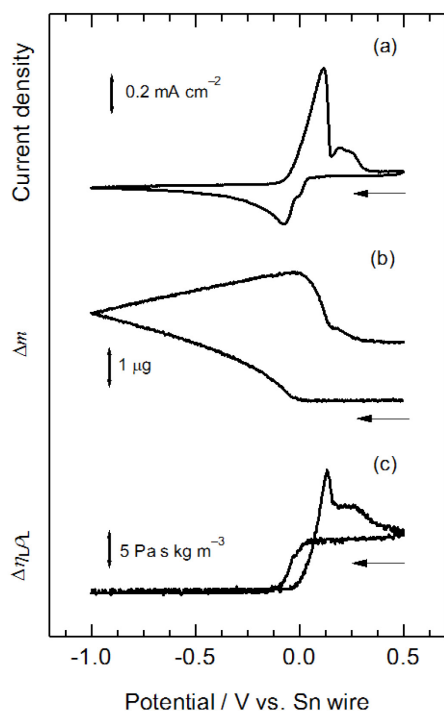 (a)
0.2 mA cm⁻²
Current density
(b)
Δm
1 μg
(c)
ΔηLρL
5 Pa s kg m⁻³
-1.0 -0.5 0.0 0.5
Potential / V vs. Sn wire